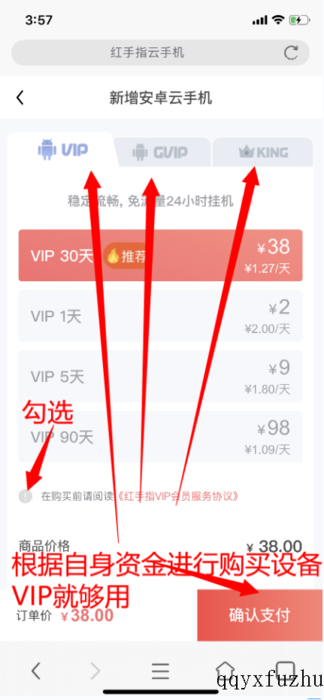 3:57
红手指云手机
新增安卓云手机
VIP GVIP KING
稳定流畅，免流量24小时挂机
VIP 30天 推荐 ¥38
¥1.27/天
VIP 1天 ¥2
¥2.00/天
VIP 5天 ¥9
¥1.80/天
勾选
VIP 90天 ¥98
¥1.09/天
! 在购买前请阅读《红手指VIP会员服务协议》
商品价格 ¥38.00
根据自身资金进行购买设备
VIP就够用
订单价 ¥38.00 确认支付
qqyxfuzhu